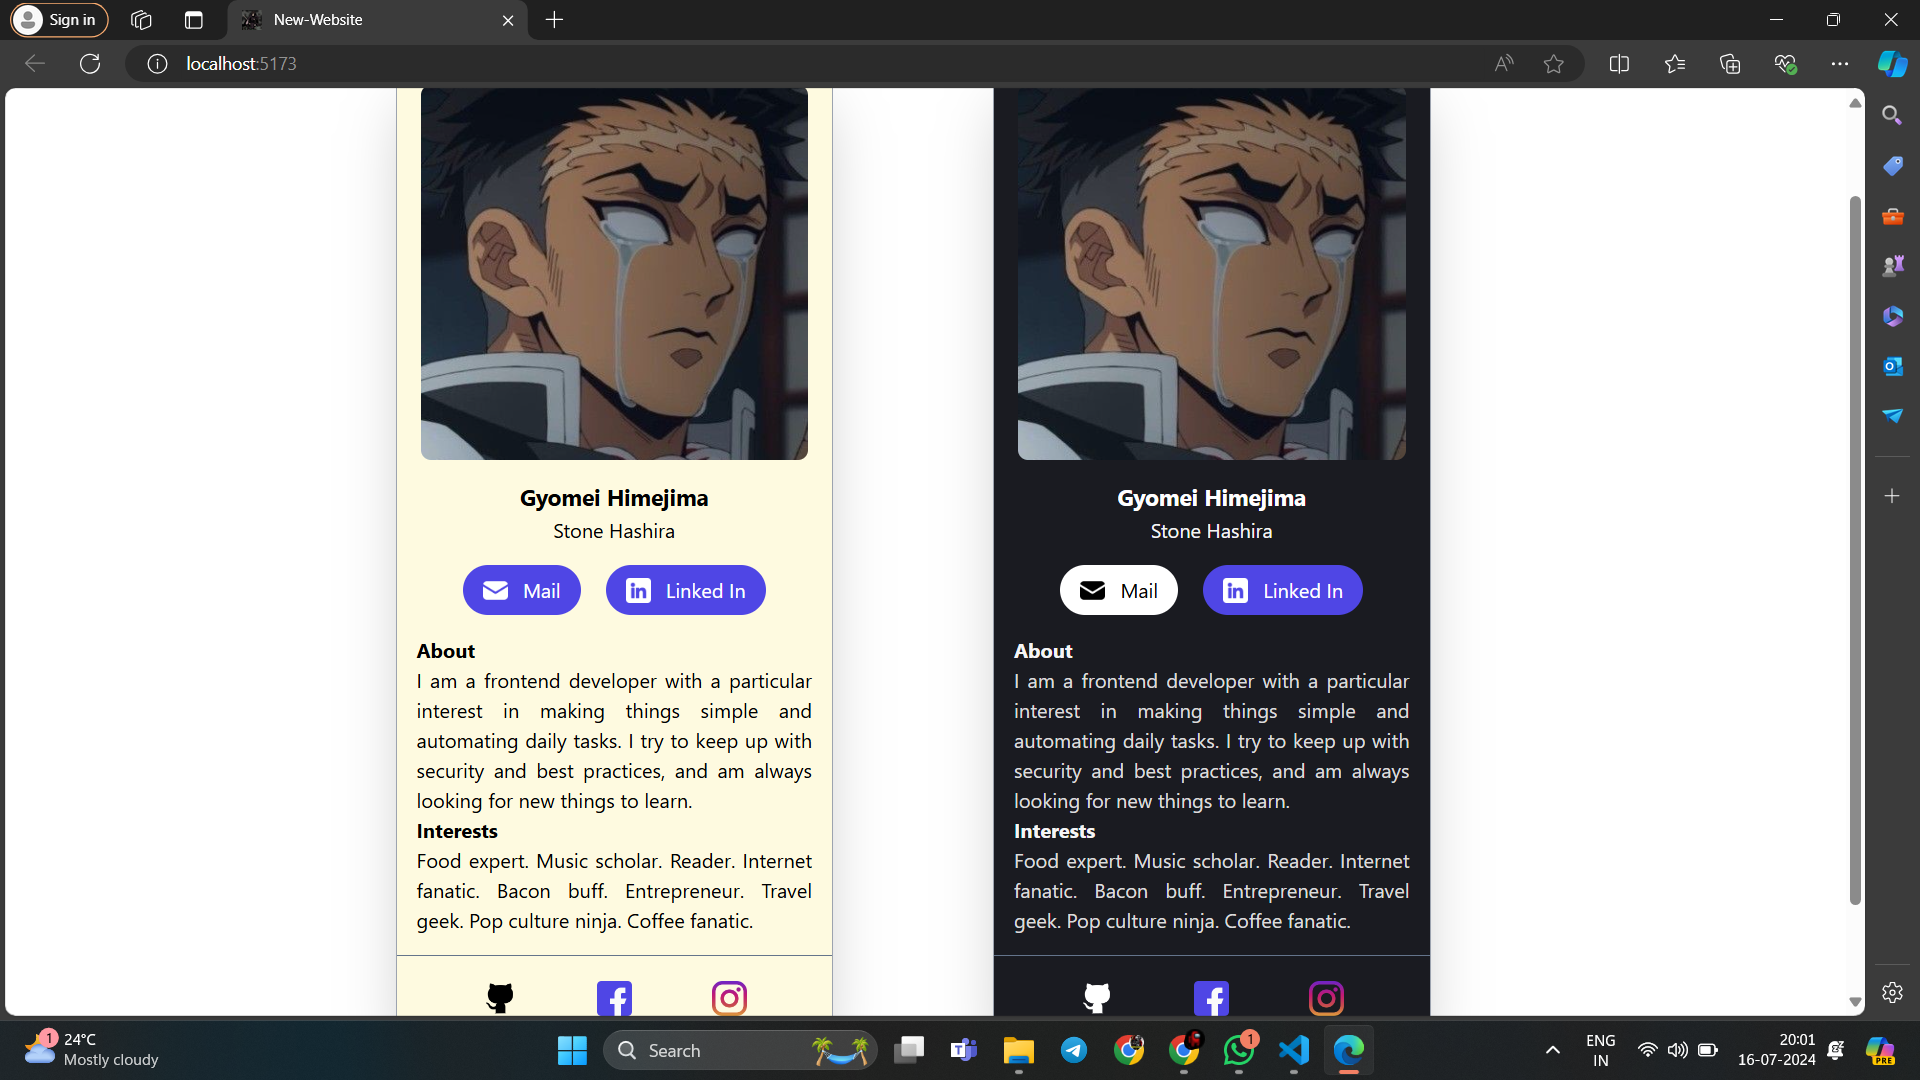 Sign in
New-Website
localhost:5173
Gyomei Himejima
Stone Hashira
Mail
Linked In
About
I am a frontend developer with a particular
interest in making things simple and
automating daily tasks. I try to keep up with
security and best practices, and am always
looking for new things to learn.
Interests
Food expert. Music scholar. Reader. Internet
fanatic. Bacon buff. Entrepreneur. Travel
geek. Pop culture ninja. Coffee fanatic.
Gyomei Himejima
Stone Hashira
Mail
Linked In
About
I am a frontend developer with a particular
interest in making things simple and
automating daily tasks. I try to keep up with
security and best practices, and am always
looking for new things to learn.
Interests
Food expert. Music scholar. Reader. Internet
fanatic. Bacon buff. Entrepreneur. Travel
geek. Pop culture ninja. Coffee fanatic.
1
24°C
Mostly cloudy
Search
1
ENG
IN
20:01
16-07-2024
PRE